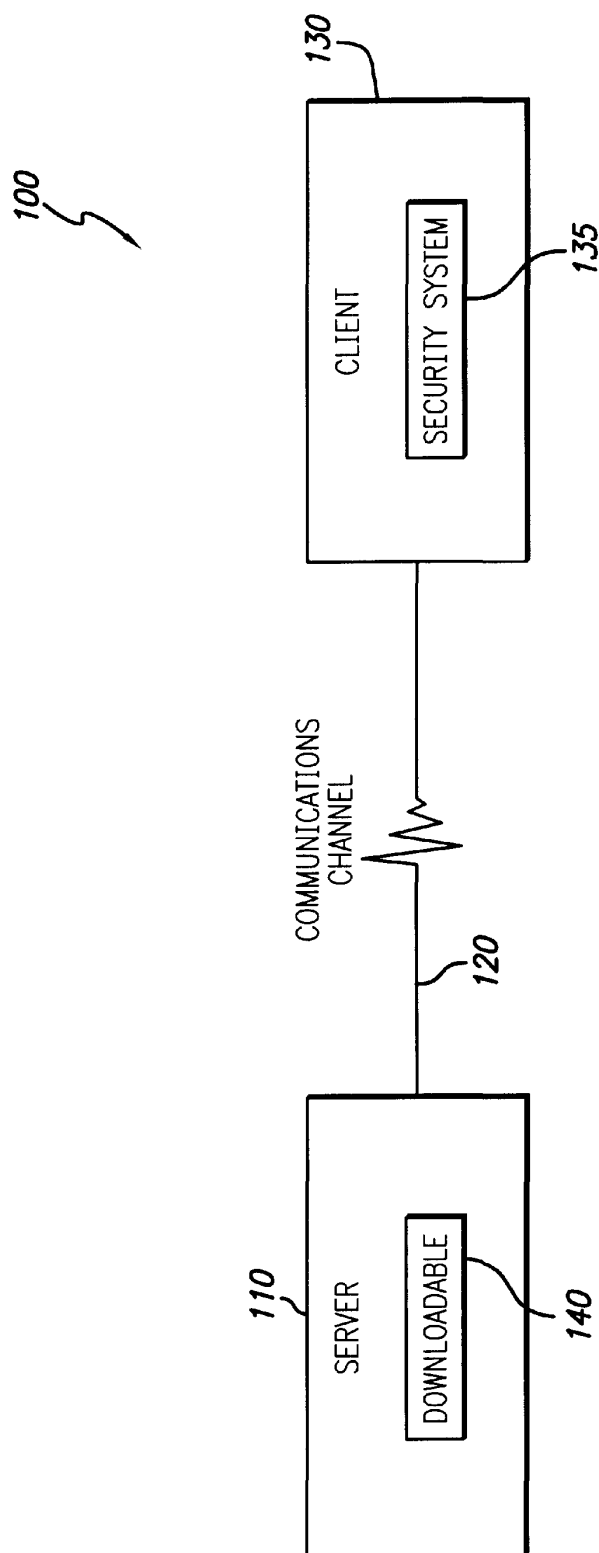 100
110
SERVER
DOWNLOADABLE
140
COMMUNICATIONS
CHANNEL
120
CLIENT
130
SECURITY SYSTEM
135